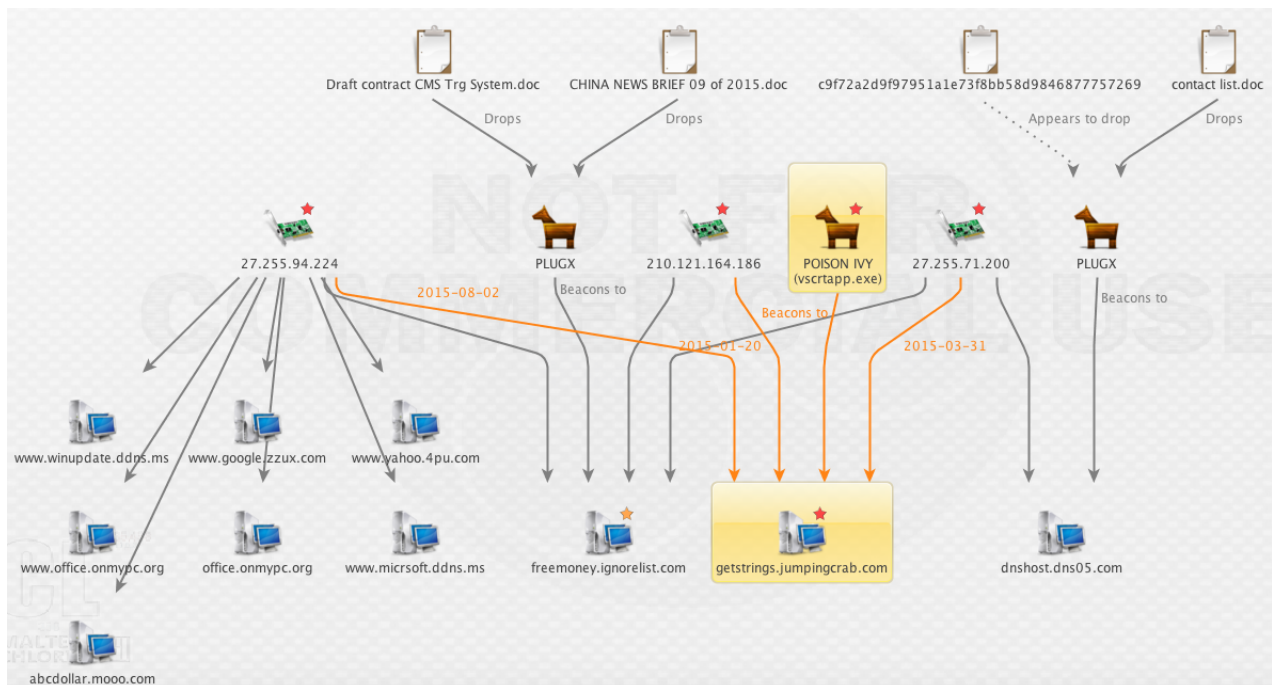 Draft contract CMS Trg System.doc
CHINA NEWS BRIEF 09 of 2015.doc
c9f72a2d9f97951a1e73f8bb58d9846877757269
contact list.doc
Drops
Drops
Appears to drop
Drops
NOT FOR
COMMERCIAL USE
27.255.94.224
PLUGX
210.121.164.186
POISON IVY
(vscrtapp.exe)
27.255.71.200
PLUGX
2015-08-02
Beacons to
Beacons to
Beacons to
2015-01-20
2015-03-31
www.winupdate.ddns.ms
www.google.zzux.com
www.yahoo.4pu.com
www.office.onmypc.org
office.onmypc.org
www.micrsoft.ddns.ms
freemoney.ignorelist.com
getstrings.jumpingcrab.com
dnshost.dns05.com
abcdollar.mooo.com